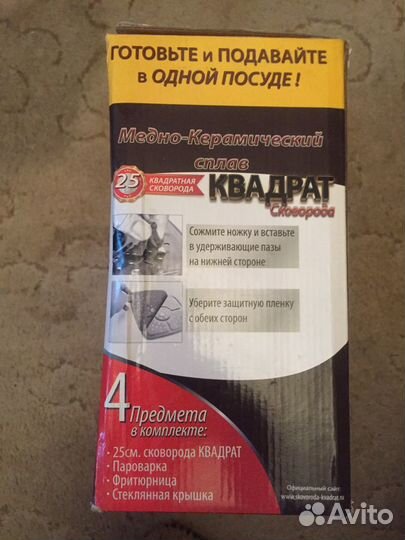 ГОТОВЬТЕ и ПОДАВАЙТЕ
в ОДНОЙ ПОСУДЕ!
Медно-Керамический
сплав
25
КВАДРАТНАЯ
СКОВОРОДА
КВАДРАТ
Сковорода
Сожмите ножку и вставьте
в удерживающие пазы
на нижней стороне
Уберите защитную пленку
с обеих сторон
4 Предмета
в комплекте:
- 25см. сковорода КВАДРАТ
- Пароварка
- Фритюрница
- Стеклянная крышка
Официальный сайт
www.skovoroda-kvadrat.ru
Avito